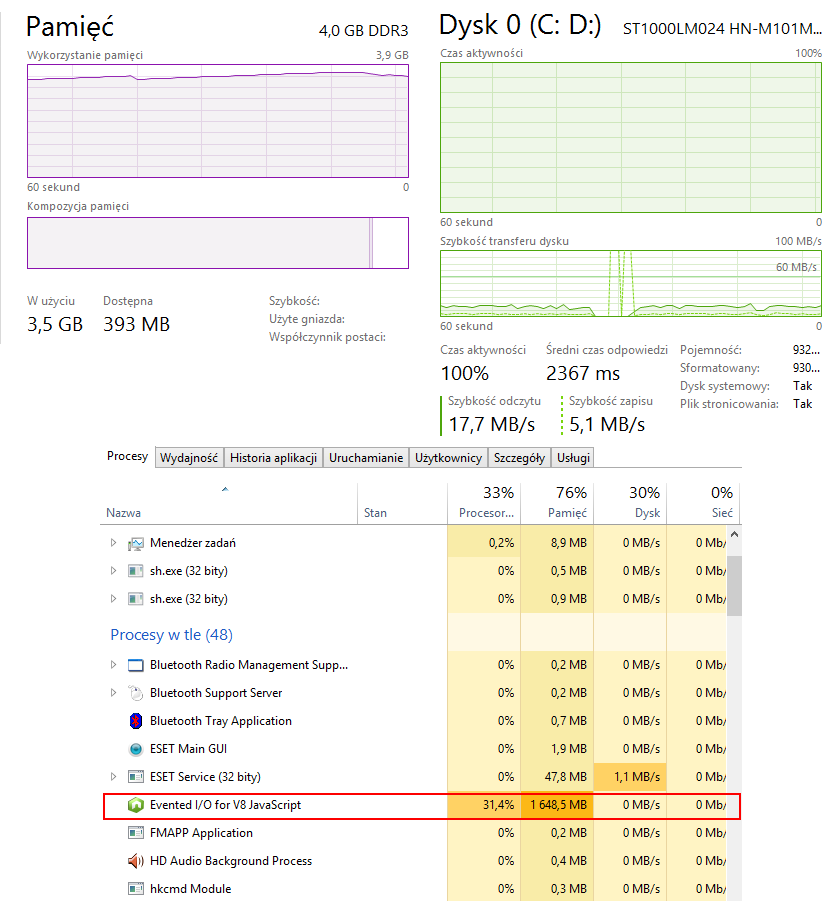 Pamięć 4,0 GB DDR3
Wykorzystanie pamięci 3,9 GB
60 sekund 0
Kompozycja pamięci
W użyciu Dostępna Szybkość:
3,5 GB 393 MB Użyte gniazda:
Współczynnik postaci:
Dysk 0 (C: D:) ST1000LM024 HN-M101M...
Czas aktywności 100%
60 sekund 0
Szybkość transferu dysku 100 MB/s
60 MB/s
60 sekund 0
Czas aktywności Średni czas odpowiedzi Pojemność: 932...
100% 2367 ms Sformatowany: 930...
Dysk systemowy: Tak
Szybkość odczytu Szybkość zapisu Plik stronicowania: Tak
17,7 MB/s 5,1 MB/s
Procesy Wydajność Historia aplikacji Uruchamianie Użytkownicy Szczegóły Usługi
33% 76% 30% 0%
Nazwa Stan Procesor... Pamięć Dysk Sieć
Menedżer zadań 0,2% 8,9 MB 0 MB/s 0 Mb/
sh.exe (32 bity) 0% 0,5 MB 0 MB/s 0 Mb/
sh.exe (32 bity) 0% 0,9 MB 0 MB/s 0 Mb/
Procesy w tle (48)
Bluetooth Radio Management Supp... 0% 0,2 MB 0 MB/s 0 Mb/
Bluetooth Support Server 0% 0,2 MB 0 MB/s 0 Mb/
Bluetooth Tray Application 0% 0,7 MB 0 MB/s 0 Mb/
ESET Main GUI 0% 1,9 MB 0 MB/s 0 Mb/
ESET Service (32 bity) 0% 47,8 MB 1,1 MB/s 0 Mb/
Evented I/O for V8 JavaScript 31,4% 1 648,5 MB 0 MB/s 0 Mb/
FMAPP Application 0% 0,2 MB 0 MB/s 0 Mb/
HD Audio Background Process 0% 0,4 MB 0 MB/s 0 Mb/
hkcmd Module 0% 0,3 MB 0 MB/s 0 Mb/